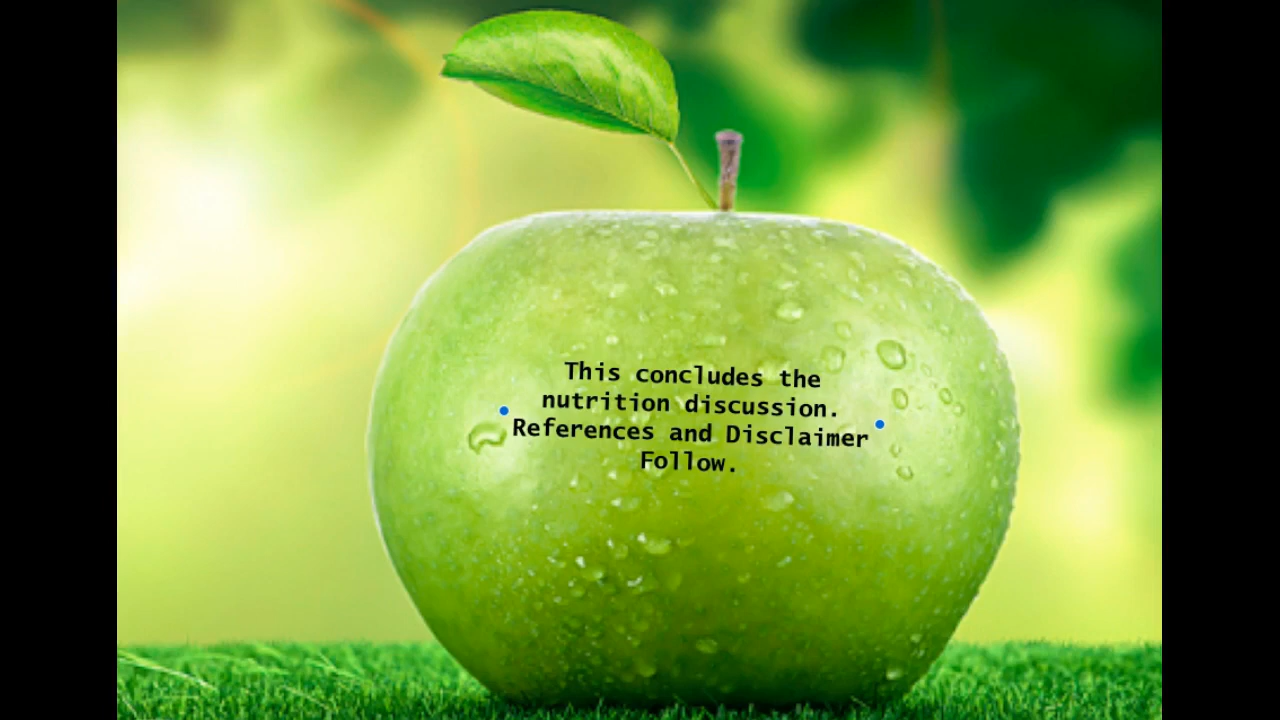 This concludes the
nutrition discussion.
References and Disclaimer
Follow.